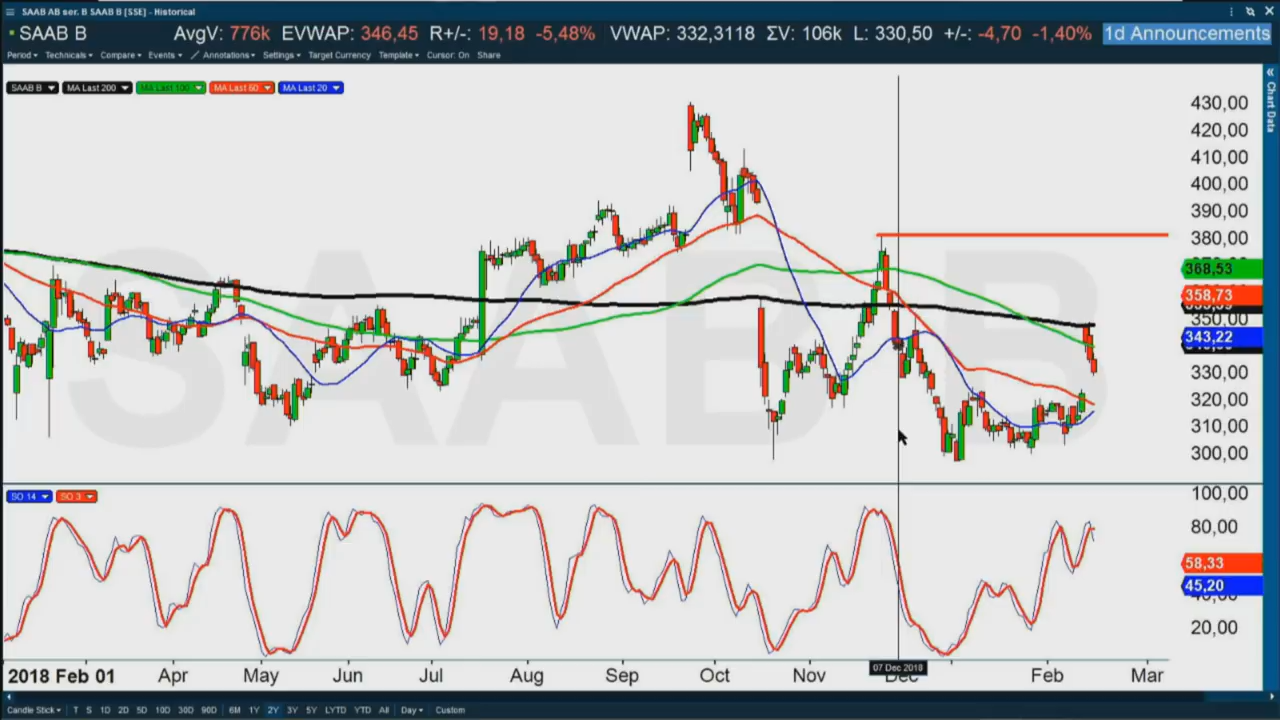 SAAB AB ser. B SAAB B [SSE] - Historical
SAAB B AvgV: 776k EVWAP: 346,45 R+/-: 19,18 -5,48% VWAP: 332,3118 ΣV: 106k L: 330,50 +/-: -4,70 -1,40% 1d Announcements
Period Technicals Compare Events Annotations Settings Target Currency Template Cursor: On Share
Chart Data
SAAB B MA Last 200 MA Last 100 MA Last 60 MA Last 20
430,00
420,00
410,00
400,00
390,00
380,00
368,53
358,73
350,00
343,22
330,00
320,00
310,00
300,00
SAAB B
SO 14 SO 3
100,00
80,00
58,33
45,20
20,00
07 Dec 2018
2018 Feb 01 Apr May Jun Jul Aug Sep Oct Nov Dec Feb Mar
Candle Stick T S 1D 2D 5D 10D 30D 90D 6M 1Y 2Y 3Y 5Y LYTD YTD All Day Custom